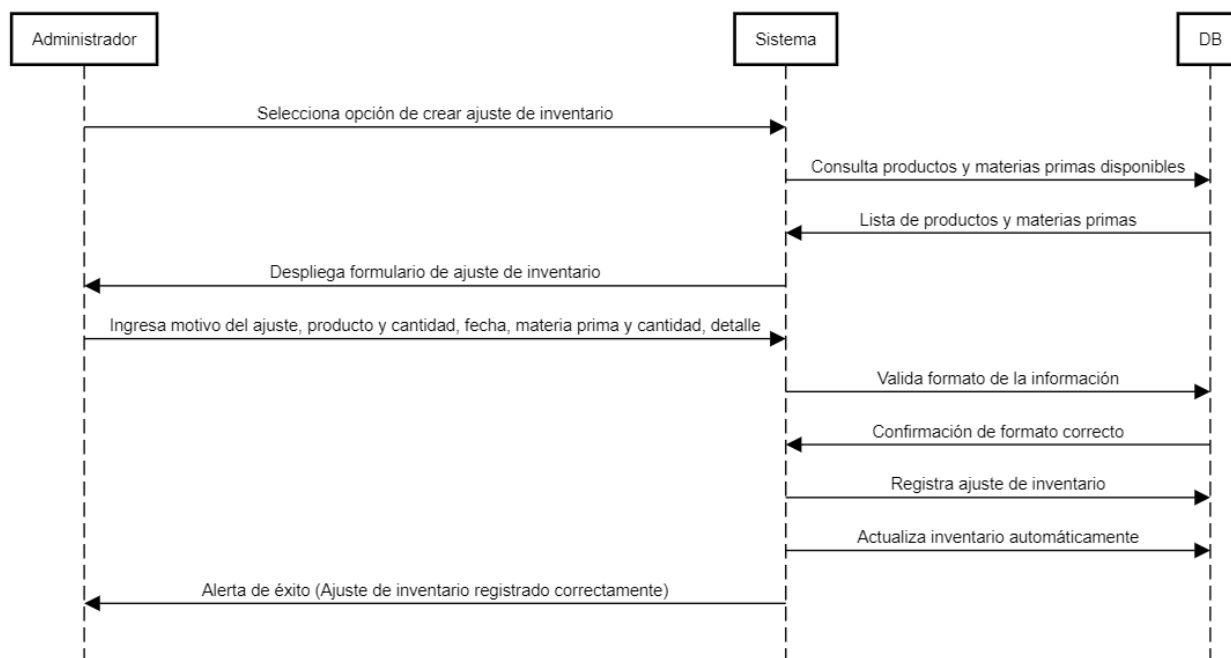 Administrador
Sistema
DB
Selecciona opción de crear ajuste de inventario
Consulta productos y materias primas disponibles
Lista de productos y materias primas
Despliega formulario de ajuste de inventario
Ingresa motivo del ajuste, producto y cantidad, fecha, materia prima y cantidad, detalle
Valida formato de la información
Confirmación de formato correcto
Registra ajuste de inventario
Actualiza inventario automáticamente
Alerta de éxito (Ajuste de inventario registrado correctamente)